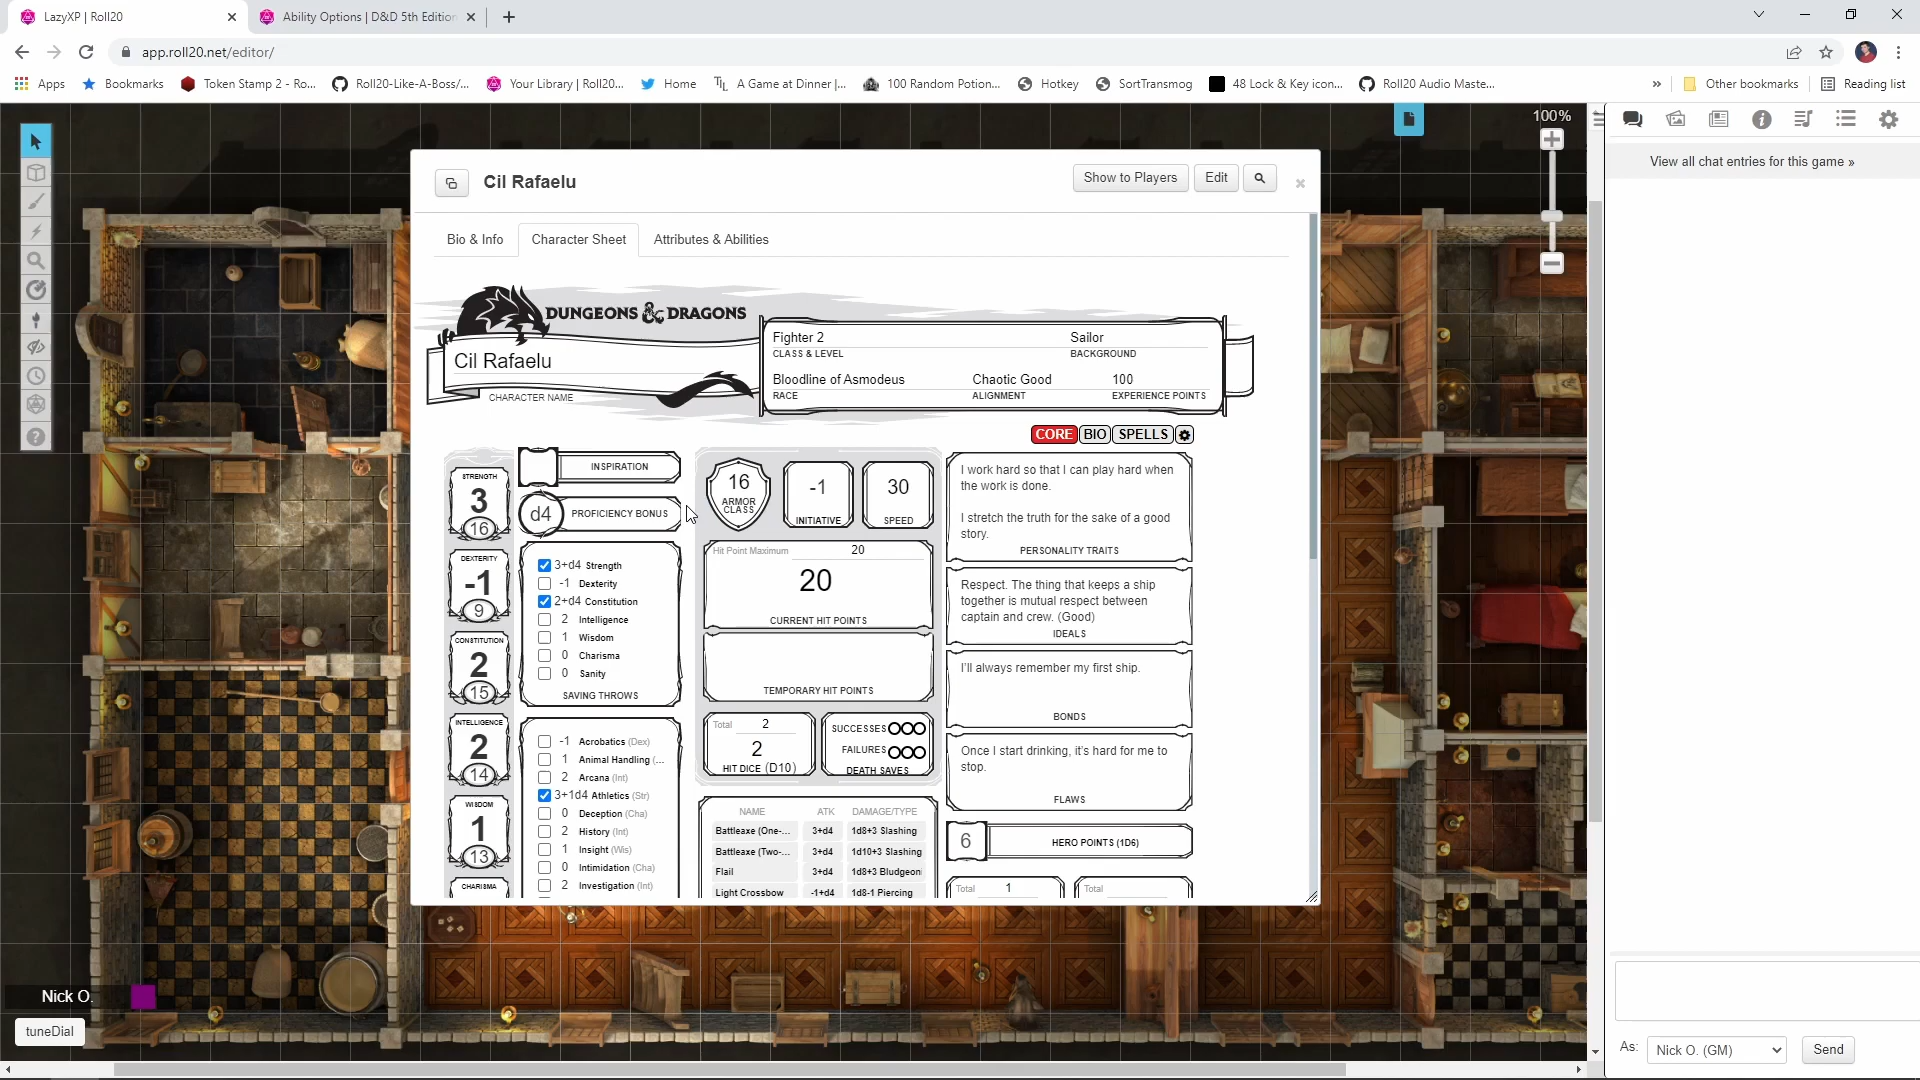 LazyXP | Roll20
Ability Options | D&D 5th Edition
app.roll20.net/editor/
Apps
Bookmarks
Token Stamp 2 - Ro...
Roll20-Like-A-Boss/...
Your Library | Roll20...
Home
TL A Game at Dinner |...
100 Random Potion...
Hotkey
SortTransmog
48 Lock & Key icon...
Roll20 Audio Maste...
»
Other bookmarks
Reading list
100%
View all chat entries for this game »
Cil Rafaelu
Show to Players
Edit
Bio & Info
Character Sheet
Attributes & Abilities
DUNGEONS & DRAGONS
Cil Rafaelu
CHARACTER NAME
Fighter 2
CLASS & LEVEL
Sailor
BACKGROUND
Bloodline of Asmodeus
RACE
Chaotic Good
ALIGNMENT
100
EXPERIENCE POINTS
CORE
BIO
SPELLS
STRENGTH
3
16
DEXTERITY
-1
9
CONSTITUTION
2
15
INTELLIGENCE
2
14
WISDOM
1
13
CHARISMA
INSPIRATION
d4
PROFICIENCY BONUS
3+d4 Strength
-1 Dexterity
2+d4 Constitution
2 Intelligence
1 Wisdom
0 Charisma
0 Sanity
SAVING THROWS
-1 Acrobatics (Dex)
1 Animal Handling (...
2 Arcana (Int)
3+1d4 Athletics (Str)
0 Deception (Cha)
2 History (Int)
1 Insight (Wis)
0 Intimidation (Cha)
2 Investigation (Int)
16
ARMOR
CLASS
-1
INITIATIVE
30
SPEED
Hit Point Maximum 20
20
CURRENT HIT POINTS
TEMPORARY HIT POINTS
Total 2
2
HIT DICE (D10)
SUCCESSES
FAILURES
DEATH SAVES
NAME ATK DAMAGE/TYPE
Battleaxe (One-... 3+d4 1d8+3 Slashing
Battleaxe (Two-... 3+d4 1d10+3 Slashing
Flail 3+d4 1d8+3 Bludgeon
Light Crossbow -1+d4 1d8-1 Piercing
I work hard so that I can play hard when
the work is done.
I stretch the truth for the sake of a good
story.
PERSONALITY TRAITS
Respect. The thing that keeps a ship
together is mutual respect between
captain and crew. (Good)
IDEALS
I'll always remember my first ship.
BONDS
Once I start drinking, it's hard for me to
stop.
FLAWS
6
HERO POINTS (1D6)
Total 1
Total
Nick O.
tuneDial
As:
Nick O. (GM)
Send